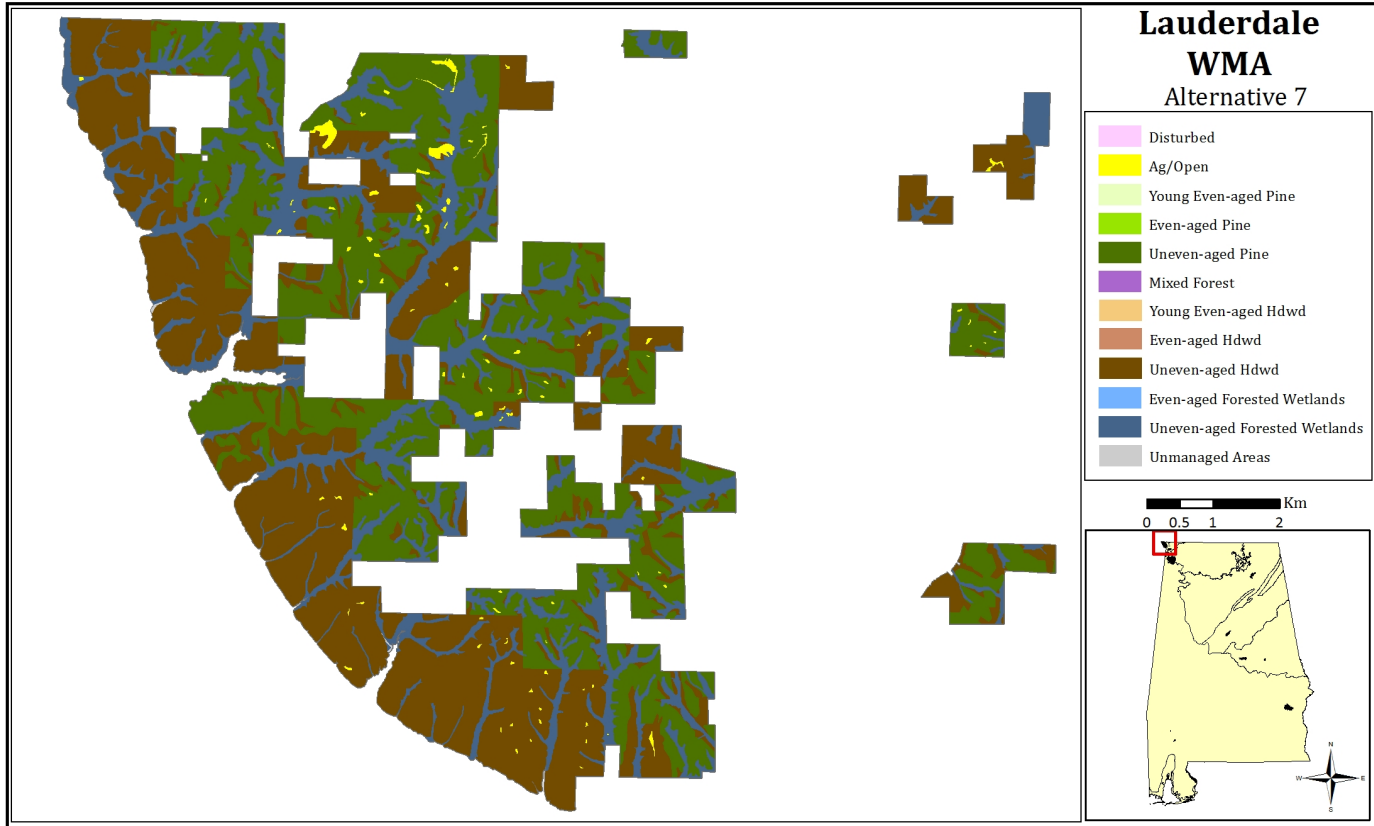 Lauderdale
WMA
Alternative 7
Disturbed
Ag/Open
Young Even-aged Pine
Even-aged Pine
Uneven-aged Pine
Mixed Forest
Young Even-aged Hdwd
Even-aged Hdwd
Uneven-aged Hdwd
Even-aged Forested Wetlands
Uneven-aged Forested Wetlands
Unmanaged Areas
Km
0 0.5 1 2
N
W E
S